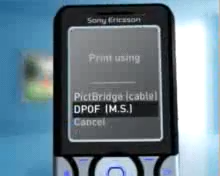 Sony Ericsson
Print using
PictBridge (cable)
DPOF (M.S.)
Cancel